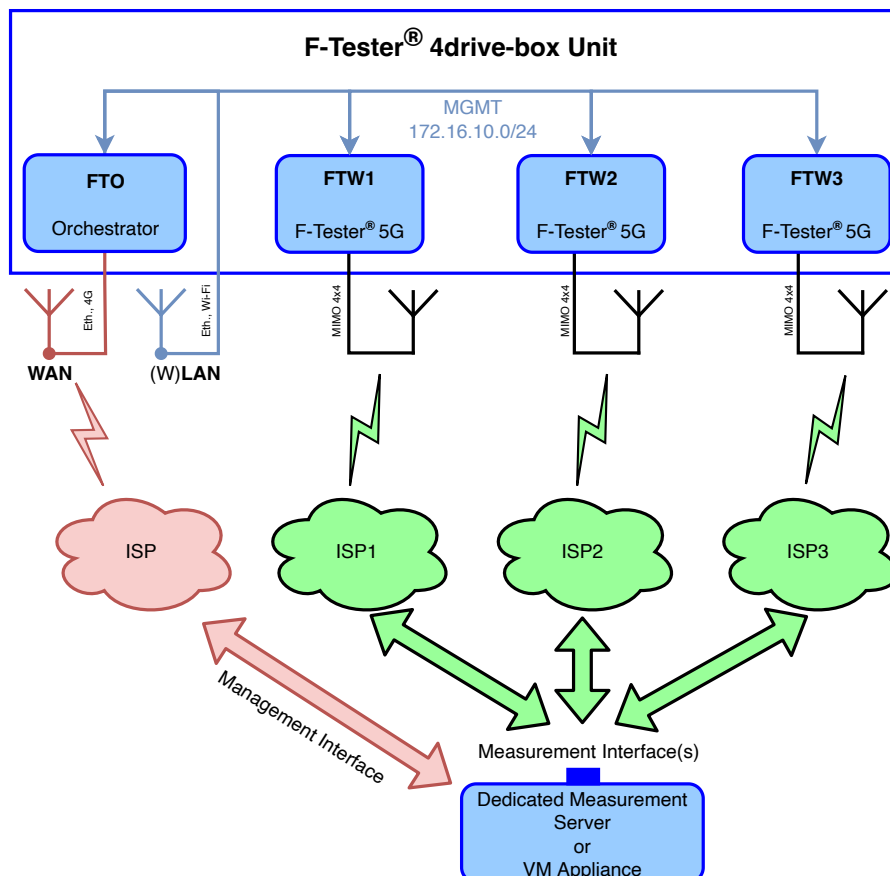 F-Tester® 4drive-box Unit
MGMT
172.16.10.0/24
FTO
Orchestrator
FTW1
F-Tester® 5G
FTW2
F-Tester® 5G
FTW3
F-Tester® 5G
Eth., 4G
Eth., Wi-Fi
MIMO 4x4
MIMO 4x4
MIMO 4x4
WAN
(W)LAN
ISP
ISP1
ISP2
ISP3
Management Interface
Measurement Interface(s)
Dedicated Measurement
Server
or
VM Appliance